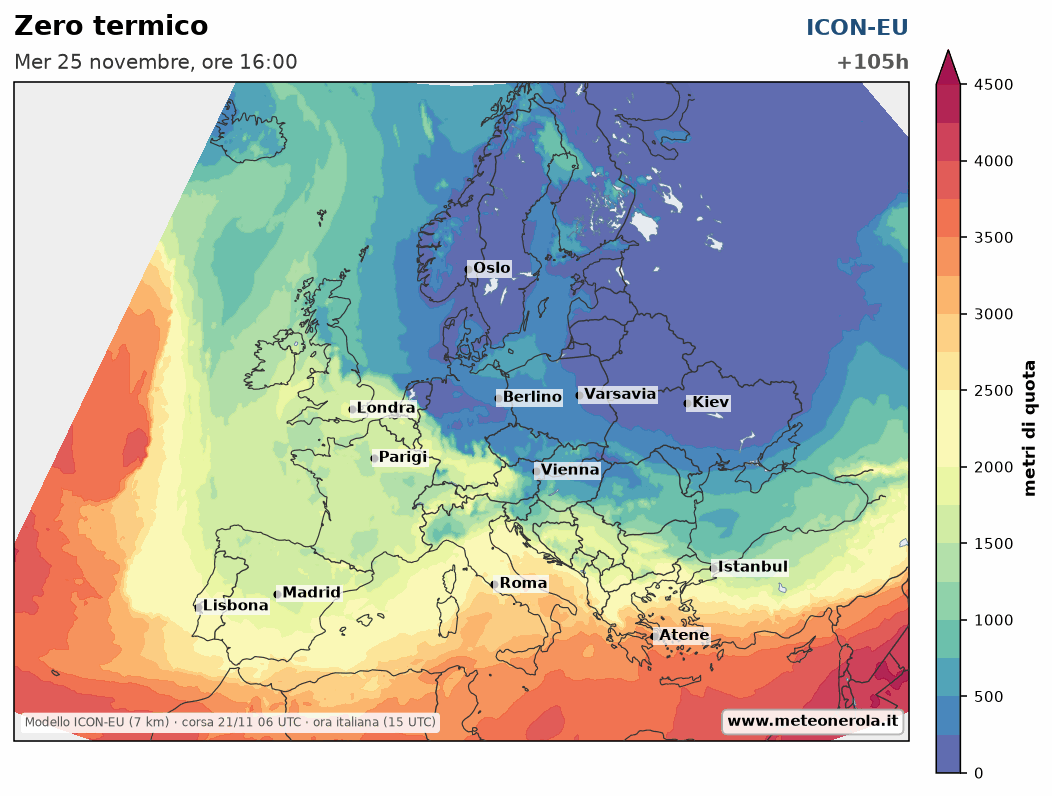 Zero termico
ICON-EU
Mer 25 novembre, ore 16:00
+105h
Oslo
Londra
Berlino
Varsavia
Kiev
Parigi
Vienna
Istanbul
Roma
Madrid
Lisbona
Atene
Modello ICON-EU (7 km) · corsa 21/11 06 UTC · ora italiana (15 UTC)
www.meteonerola.it
4500
4000
3500
3000
2500
2000
1500
1000
500
0
metri di quota